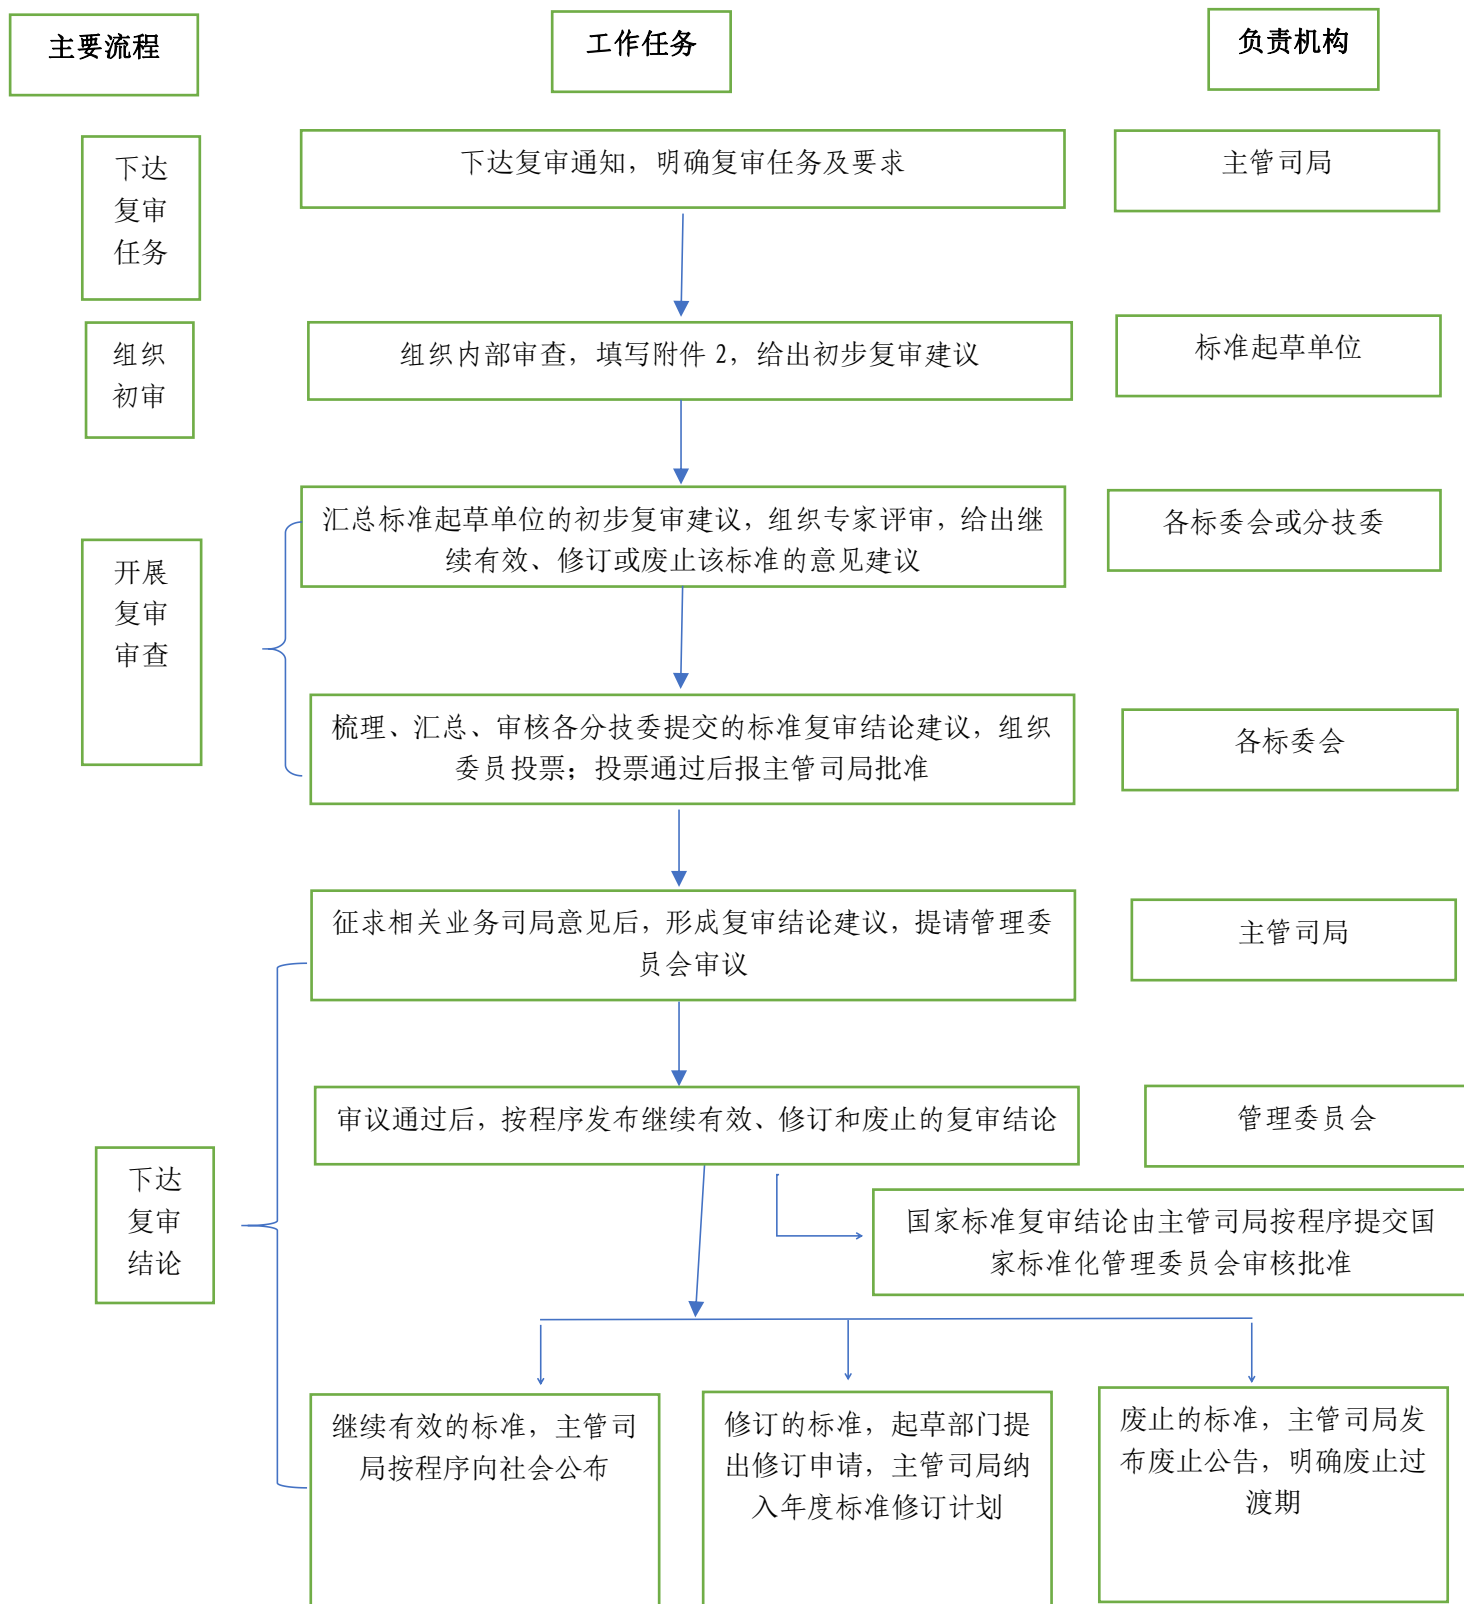 主要流程
工作任务
负责机构
下达
复审
任务
下达复审通知，明确复审任务及要求
主管司局
组织
初审
组织内部审查，填写附件 2，给出初步复审建议
标准起草单位
开展
复审
审查
汇总标准起草单位的初步复审建议，组织专家评审，给出继
续有效、修订或废止该标准的意见建议
各标委会或分技委
梳理、汇总、审核各分技委提交的标准复审结论建议，组织
委员投票；投票通过后报主管司局批准
各标委会
征求相关业务司局意见后，形成复审结论建议，提请管理委
员会审议
主管司局
下达
复审
结论
审议通过后，按程序发布继续有效、修订和废止的复审结论
管理委员会
国家标准复审结论由主管司局按程序提交国
家标准化管理委员会审核批准
继续有效的标准，主管司
局按程序向社会公布
修订的标准，起草部门提
出修订申请，主管司局纳
入年度标准修订计划
废止的标准，主管司局发
布废止公告，明确废止过
渡期